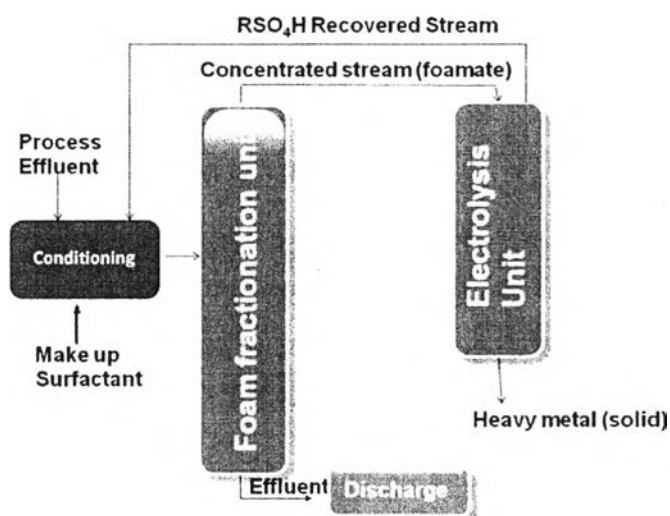 RSO₄H Recovered Stream
Concentrated stream (foamate)
Process
Effluent
Conditioning
Make up
Surfactant
Foam fractionation uni
Electrolysis
Unit
Heavy metal (solid)
Effluent
Discharge